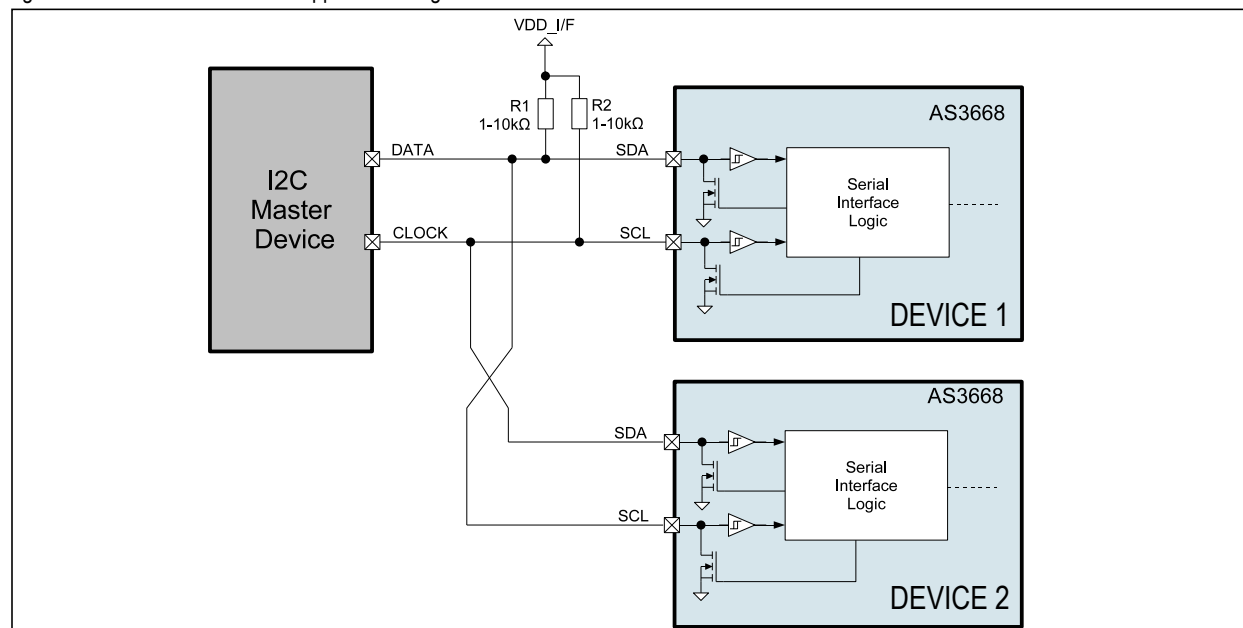 VDD_I/F
R1
1-10kΩ
R2
1-10kΩ
I2C
Master
Device
DATA
CLOCK
SDA
SCL
AS3668
Serial
Interface
Logic
DEVICE 1
SDA
SCL
AS3668
Serial
Interface
Logic
DEVICE 2